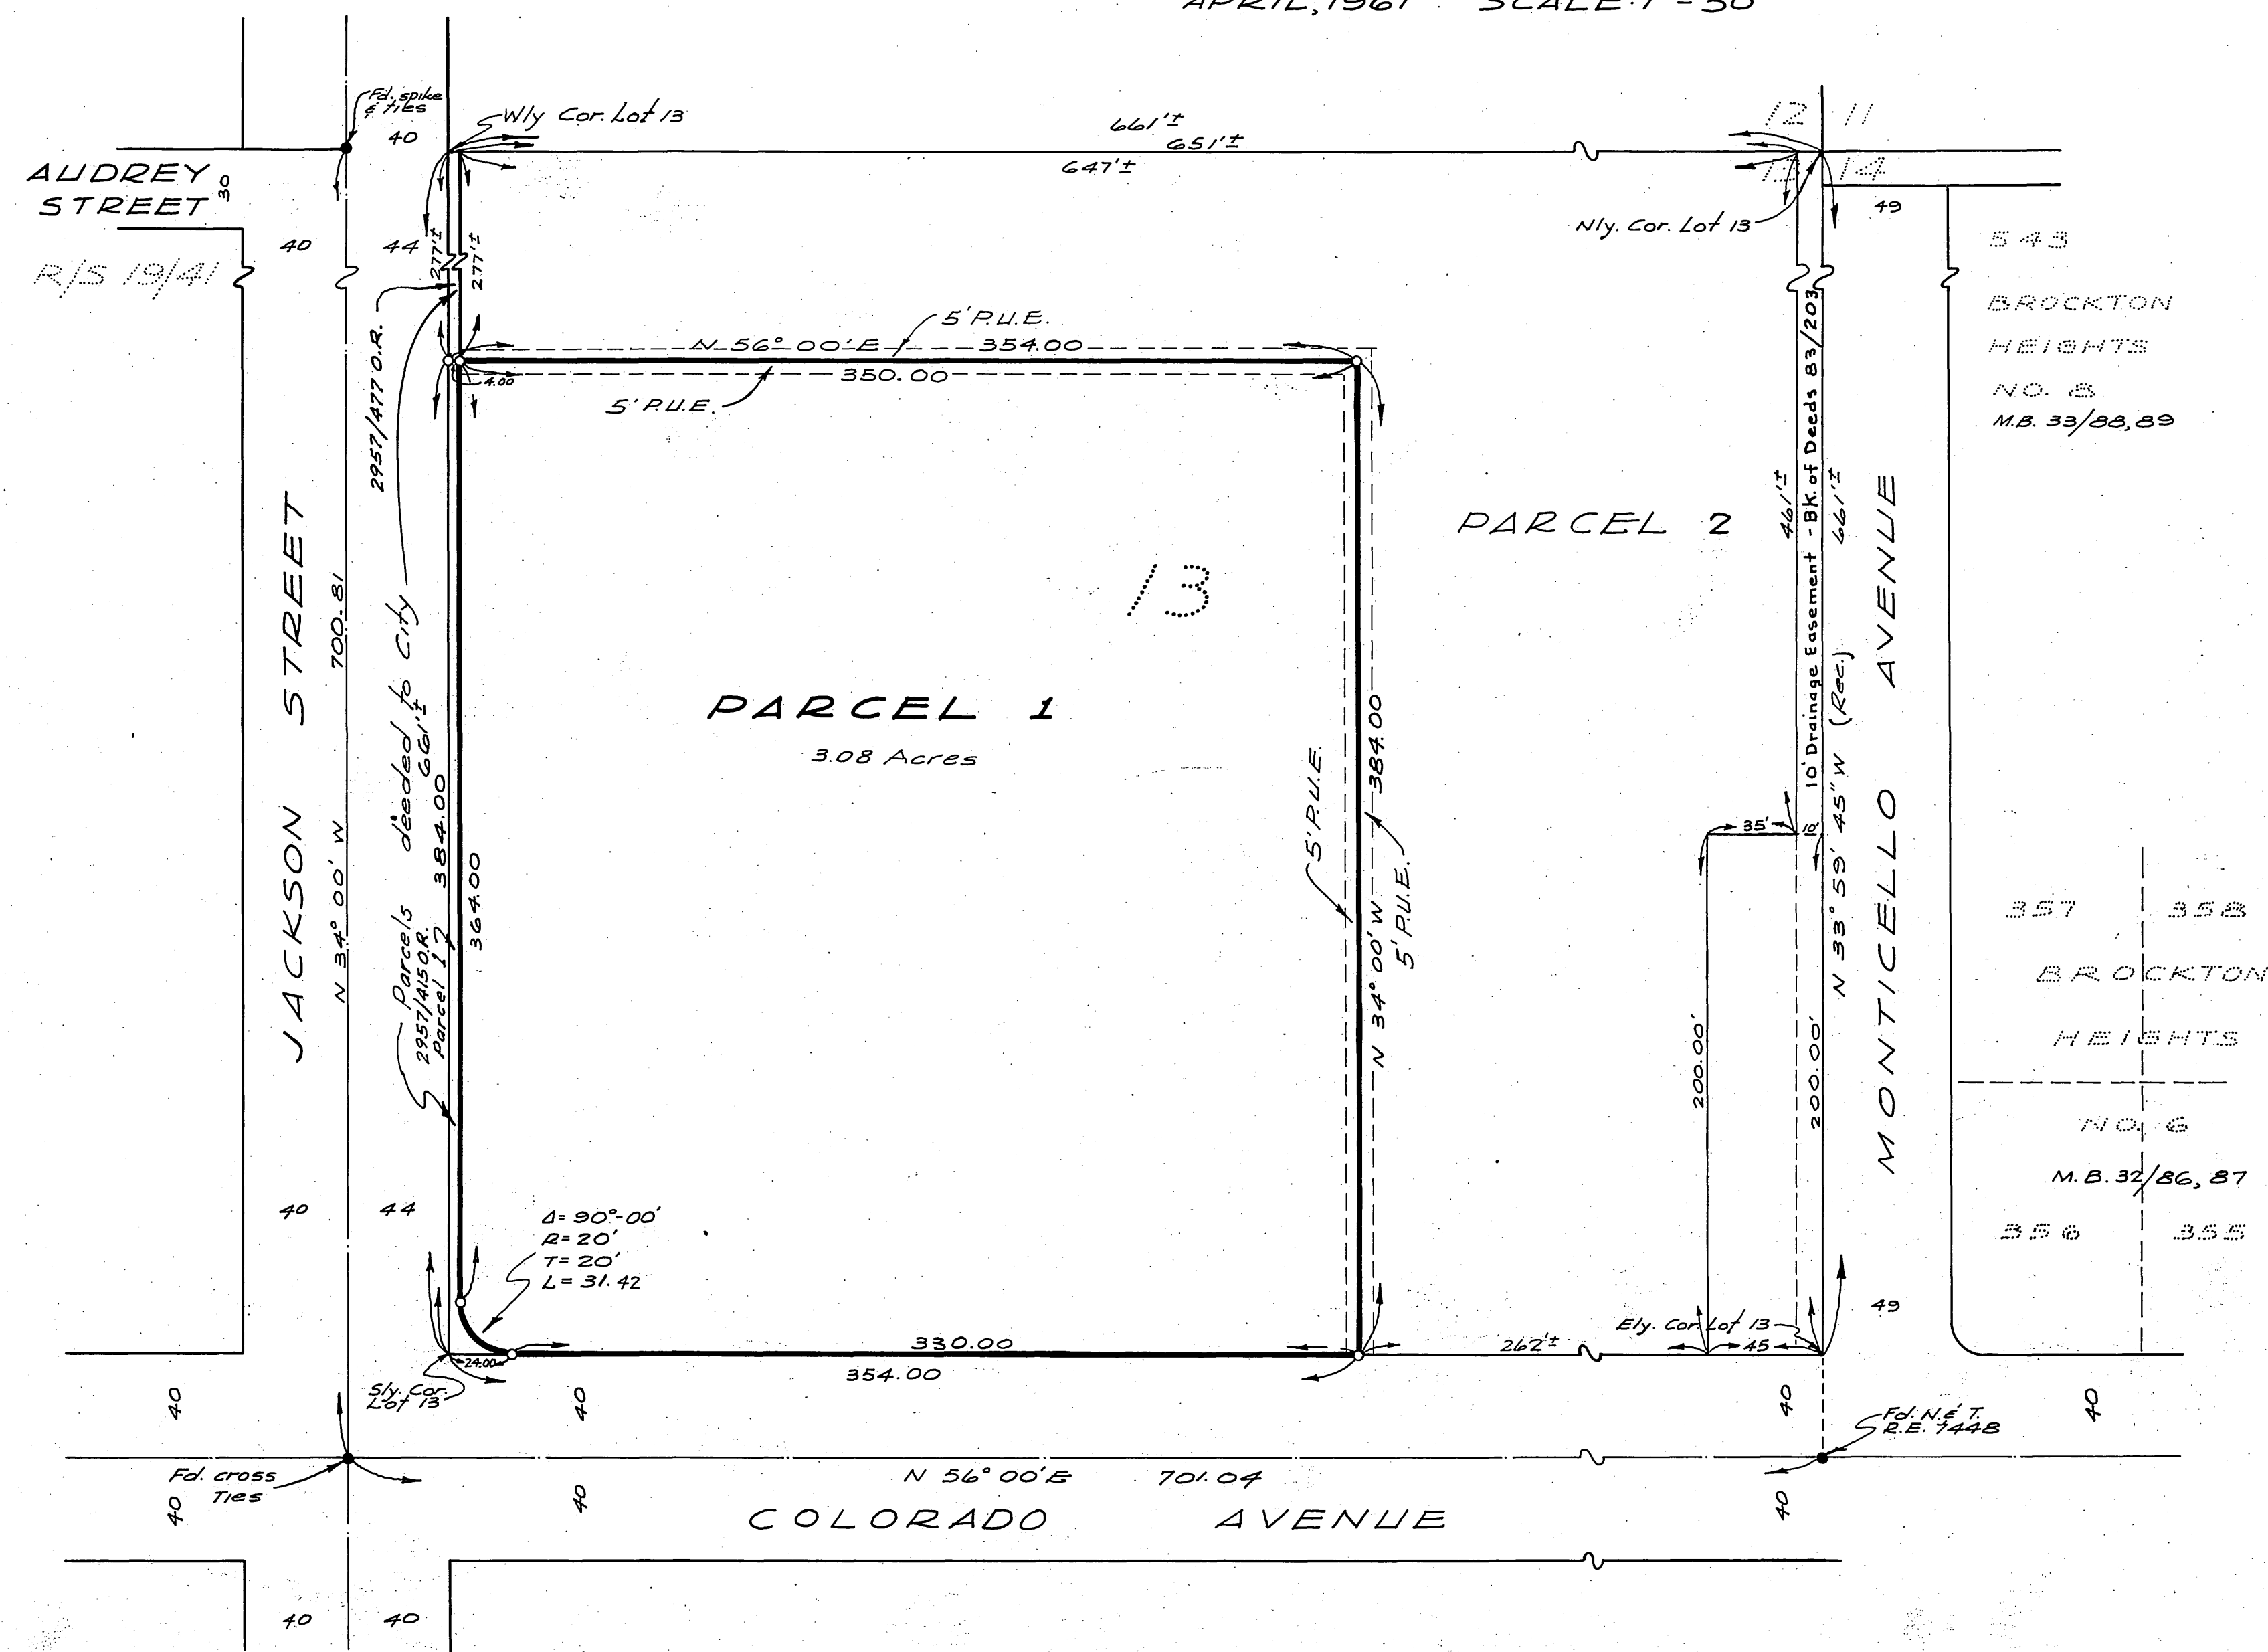 APRIL, 1961 SCALE: 1" = 30'
Fd. spike
& ties
40
Wly Cor. Lot 13
661'±
651'±
647'±
12 11
13 14
AUDREY
STREET
30
R/S 19/41
40
44
277'±
277'±
Nly. Cor. Lot 13
49
543
BROCKTON
HEIGHTS
NO. 8
M.B. 33/88,89
5' P.U.E.
N 56° 00' E 354.00
4.00
350.00
5' P.U.E.
2957/477 O.R.
JACKSON STREET
N 34° 00' W 700.81
Parcels deeded to City
2957/415 O.R.
Parcel 1
384.00
661'±
364.00
PARCEL 1
3.08 Acres
13
PARCEL 2
5' P.U.E.
N 34° 00' W 384.00
5' P.U.E.
461'±
10' Drainage Easement - Bk. of Deeds 83/203
661'±
N 33° 59' 45" W (Rec.)
MONTICELLO AVENUE
35'
10'
200.00'
200.00'
357 358
BROCKTON
HEIGHTS
NO. 6
M.B. 32/86, 87
356 355
40
44
Δ= 90°-00'
R= 20'
T= 20'
L= 31.42
49
Ely. Cor. Lot 13
330.00
24.00
354.00
262'±
45
Sly. Cor.
Lot 13
40
40
40
40
Fd. N. & T.
R.E. 7448
Fd. cross
Ties
N 56° 00' E 701.04
40
40
40
COLORADO AVENUE
40
40